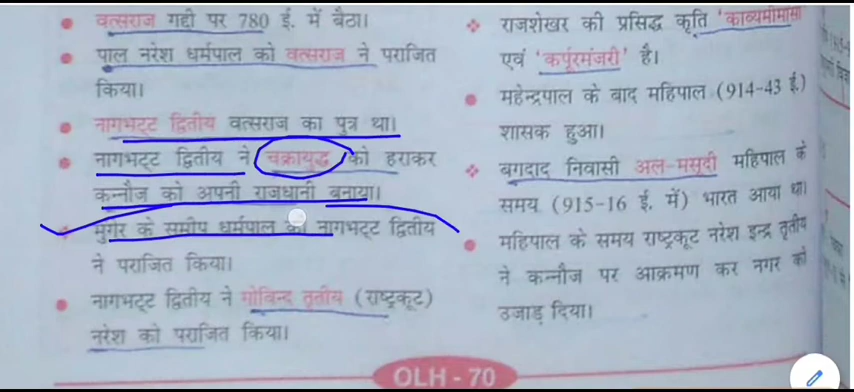 वत्सराज गद्दी पर 780 ई. में बैठा।
पाल नरेश धर्मपाल को वत्सराज ने पराजित
किया।
नागभट्ट द्वितीय वत्सराज का पुत्र था।
नागभट्ट द्वितीय ने चक्रायुद्ध को हराकर
कन्नौज को अपनी राजधानी बनाया।
मुंगेर के समीप धर्मपाल को नागभट्ट द्वितीय
ने पराजित किया।
नागभट्ट द्वितीय ने गोविन्द तृतीय (राष्ट्रकूट)
नरेश को पराजित किया।
राजशेखर की प्रसिद्ध कृति 'काव्यमीमांसा
एवं 'कर्पूरमंजरी' है।
महेन्द्रपाल के बाद महिपाल (914-43 ई.)
शासक हुआ।
बगदाद निवासी अल-मसूदी महिपाल के
समय (915-16 ई. में) भारत आया था।
महिपाल के समय राष्ट्रकूट नरेश इन्द्र तृतीय
ने कन्नौज पर आक्रमण कर नगर को
उजाड़ दिया।
OLH - 70